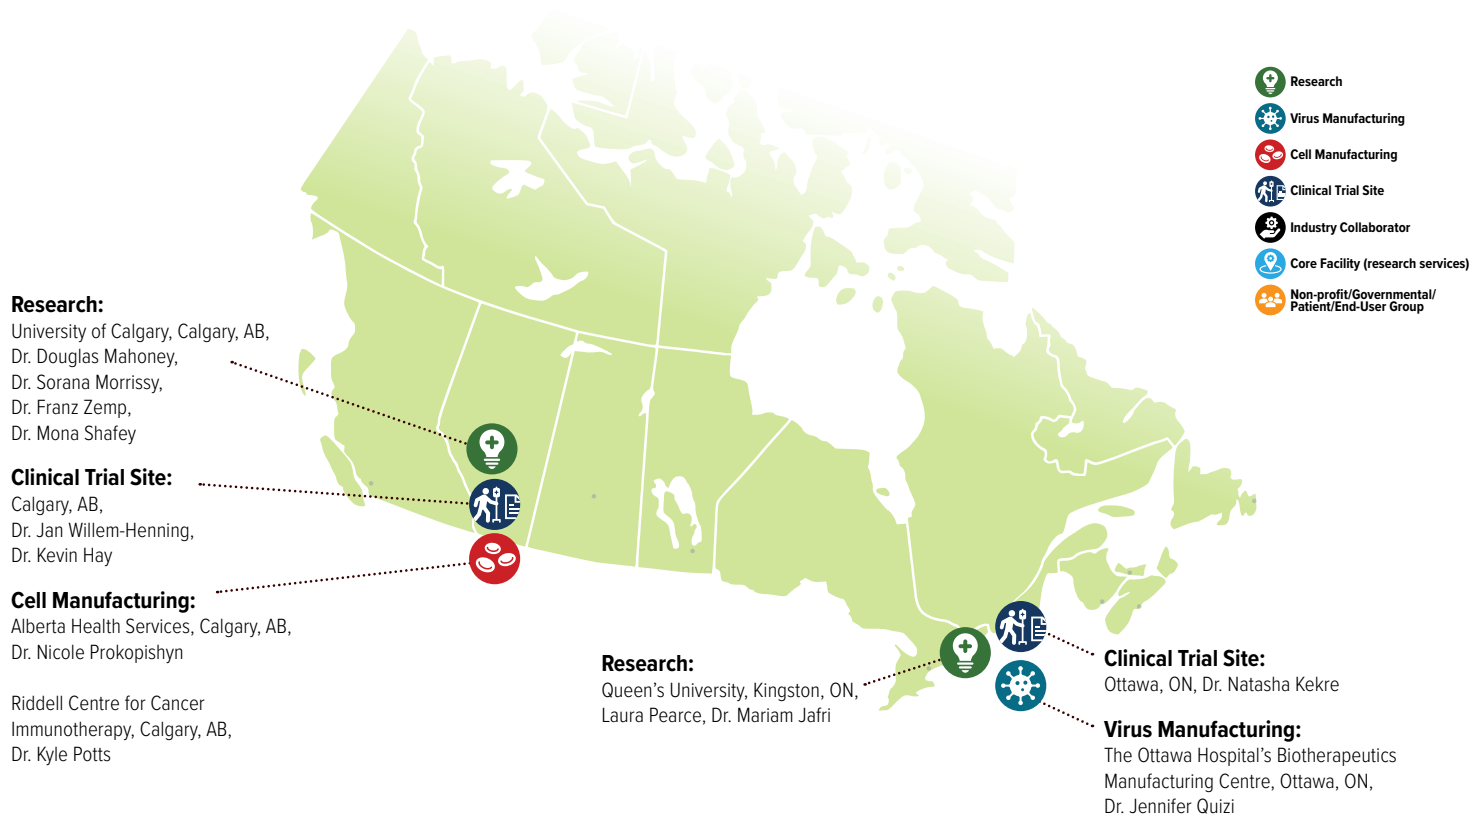 Research
Virus Manufacturing
Cell Manufacturing
Clinical Trial Site
Industry Collaborator
Core Facility (research services)
Non-profit/Governmental/
Patient/End-User Group
Research:
University of Calgary, Calgary, AB,
Dr. Douglas Mahoney,
Dr. Sorana Morrissy,
Dr. Franz Zemp,
Dr. Mona Shafey
Clinical Trial Site:
Calgary, AB,
Dr. Jan Willem-Henning,
Dr. Kevin Hay
Cell Manufacturing:
Alberta Health Services, Calgary, AB,
Dr. Nicole Prokopishyn
Riddell Centre for Cancer
Immunotherapy, Calgary, AB,
Dr. Kyle Potts
Research:
Queen’s University, Kingston, ON,
Laura Pearce, Dr. Mariam Jafri
Clinical Trial Site:
Ottawa, ON, Dr. Natasha Kekre
Virus Manufacturing:
The Ottawa Hospital’s Biotherapeutics
Manufacturing Centre, Ottawa, ON,
Dr. Jennifer Quizi